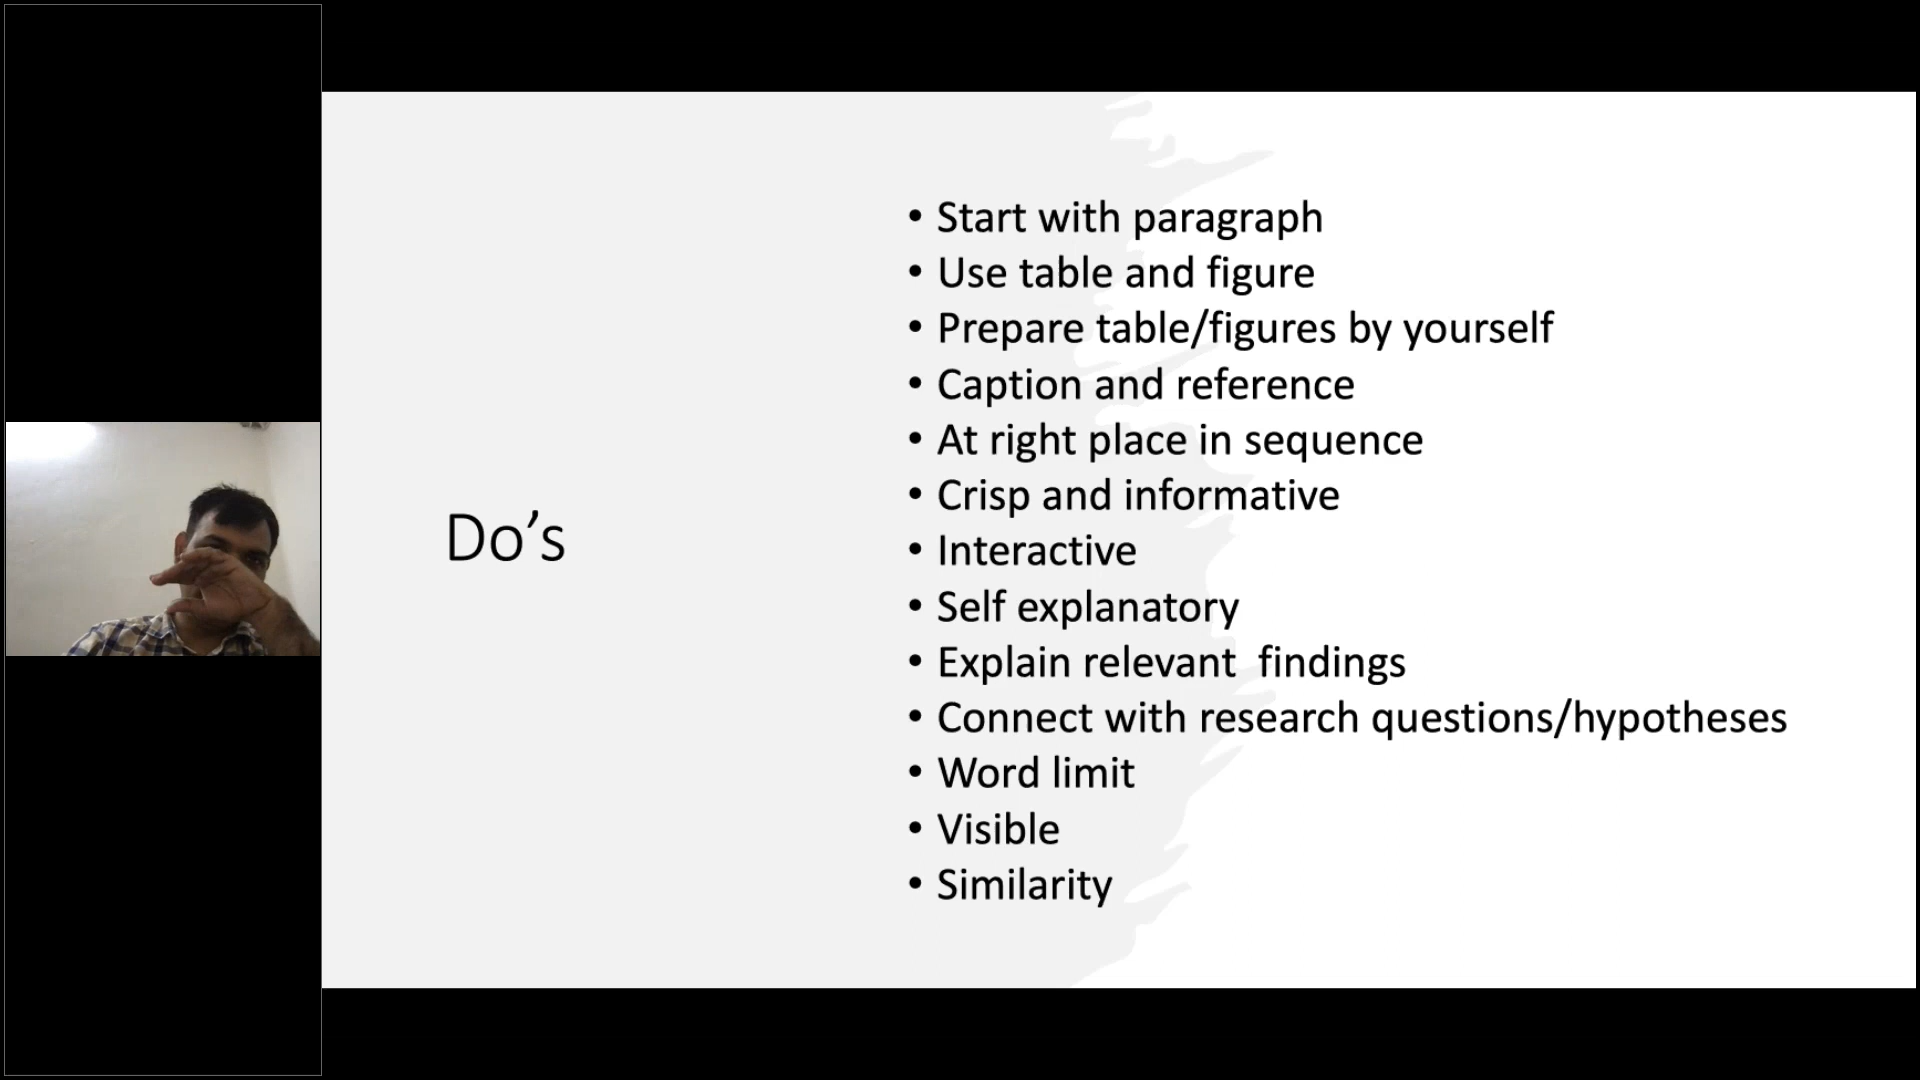 Do’s
• Start with paragraph
• Use table and figure
• Prepare table/figures by yourself
• Caption and reference
• At right place in sequence
• Crisp and informative
• Interactive
• Self explanatory
• Explain relevant  findings
• Connect with research questions/hypotheses
• Word limit
• Visible
• Similarity